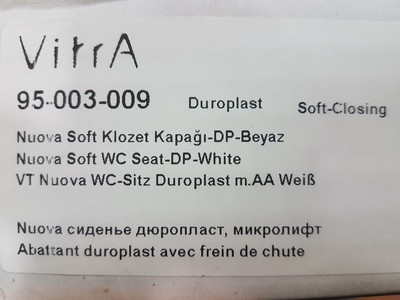 VitrA
95-003-009 Duroplast Soft-Closing
Nuova Soft Klozet Kapağı-DP-Beyaz
Nuova Soft WC Seat-DP-White
VT Nuova WC-Sitz Duroplast m.AA Weiß
Nuova сиденье дюропласт, микролифт
Abattant duroplast avec frein de chute